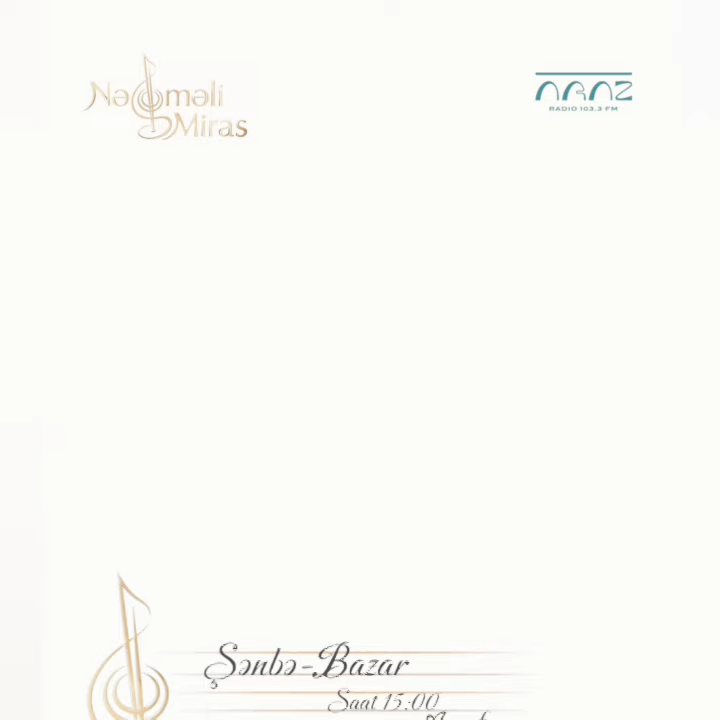 Nəğməli
Miras
ARAZ
RADIO 103.3 FM
Şənbə-Bazar
Saat 15:00